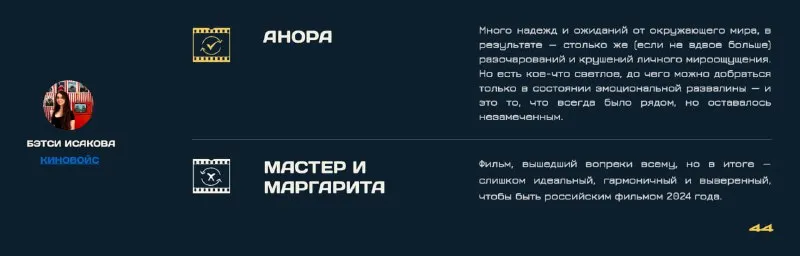 АНОРА
Много надежд и ожиданий от окружающего мира, в
результате – столько же (если не вдвое больше)
разочарований и крушений личного мироощущения.
Но есть кое-что светлое, до чего можно добраться
только в состоянии эмоциональной развалины – и
это то, что всегда было рядом, но оставалось
незамеченным.
БЭТСИ ИСАКОВА
КИНОВОЙС
МАСТЕР И
МАРГАРИТА
Фильм, вышедший вопреки всему, но в итоге –
слишком идеальный, гармоничный и выверенный,
чтобы быть российским фильмом 2024 года.
44